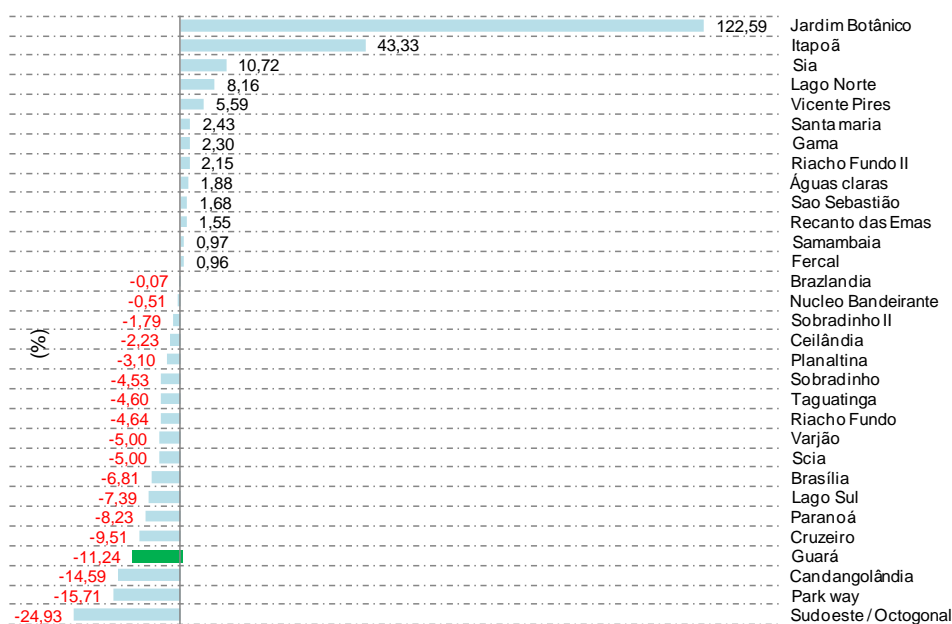 122,59 Jardim Botânico
43,33 Itapoã
10,72 Sia
8,16 Lago Norte
5,59 Vicente Pires
2,43 Santa maria
2,30 Gama
2,15 Riacho Fundo II
1,88 Águas claras
1,68 Sao Sebastião
1,55 Recanto das Emas
0,97 Samambaia
0,96 Fercal
-0,07 Brazlandia
-0,51 Nucleo Bandeirante
-1,79 Sobradinho II
(%)
-2,23 Ceilândia
-3,10 Planaltina
-4,53 Sobradinho
-4,60 Taguatinga
-4,64 Riacho Fundo
-5,00 Varjão
-5,00 Scia
-6,81 Brasília
-7,39 Lago Sul
-8,23 Paranoá
-9,51 Cruzeiro
-11,24 Guará
-14,59 Candangolândia
-15,71 Park way
-24,93 Sudoeste / Octogonal